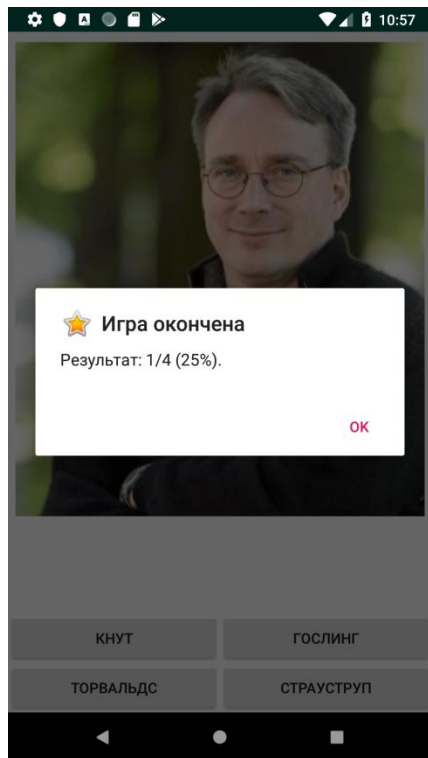 10:57
Игра окончена
Результат: 1/4 (25%).
OK
КНУТ ГОСЛИНГ
ТОРВАЛЬДС СТРАУСТРУП